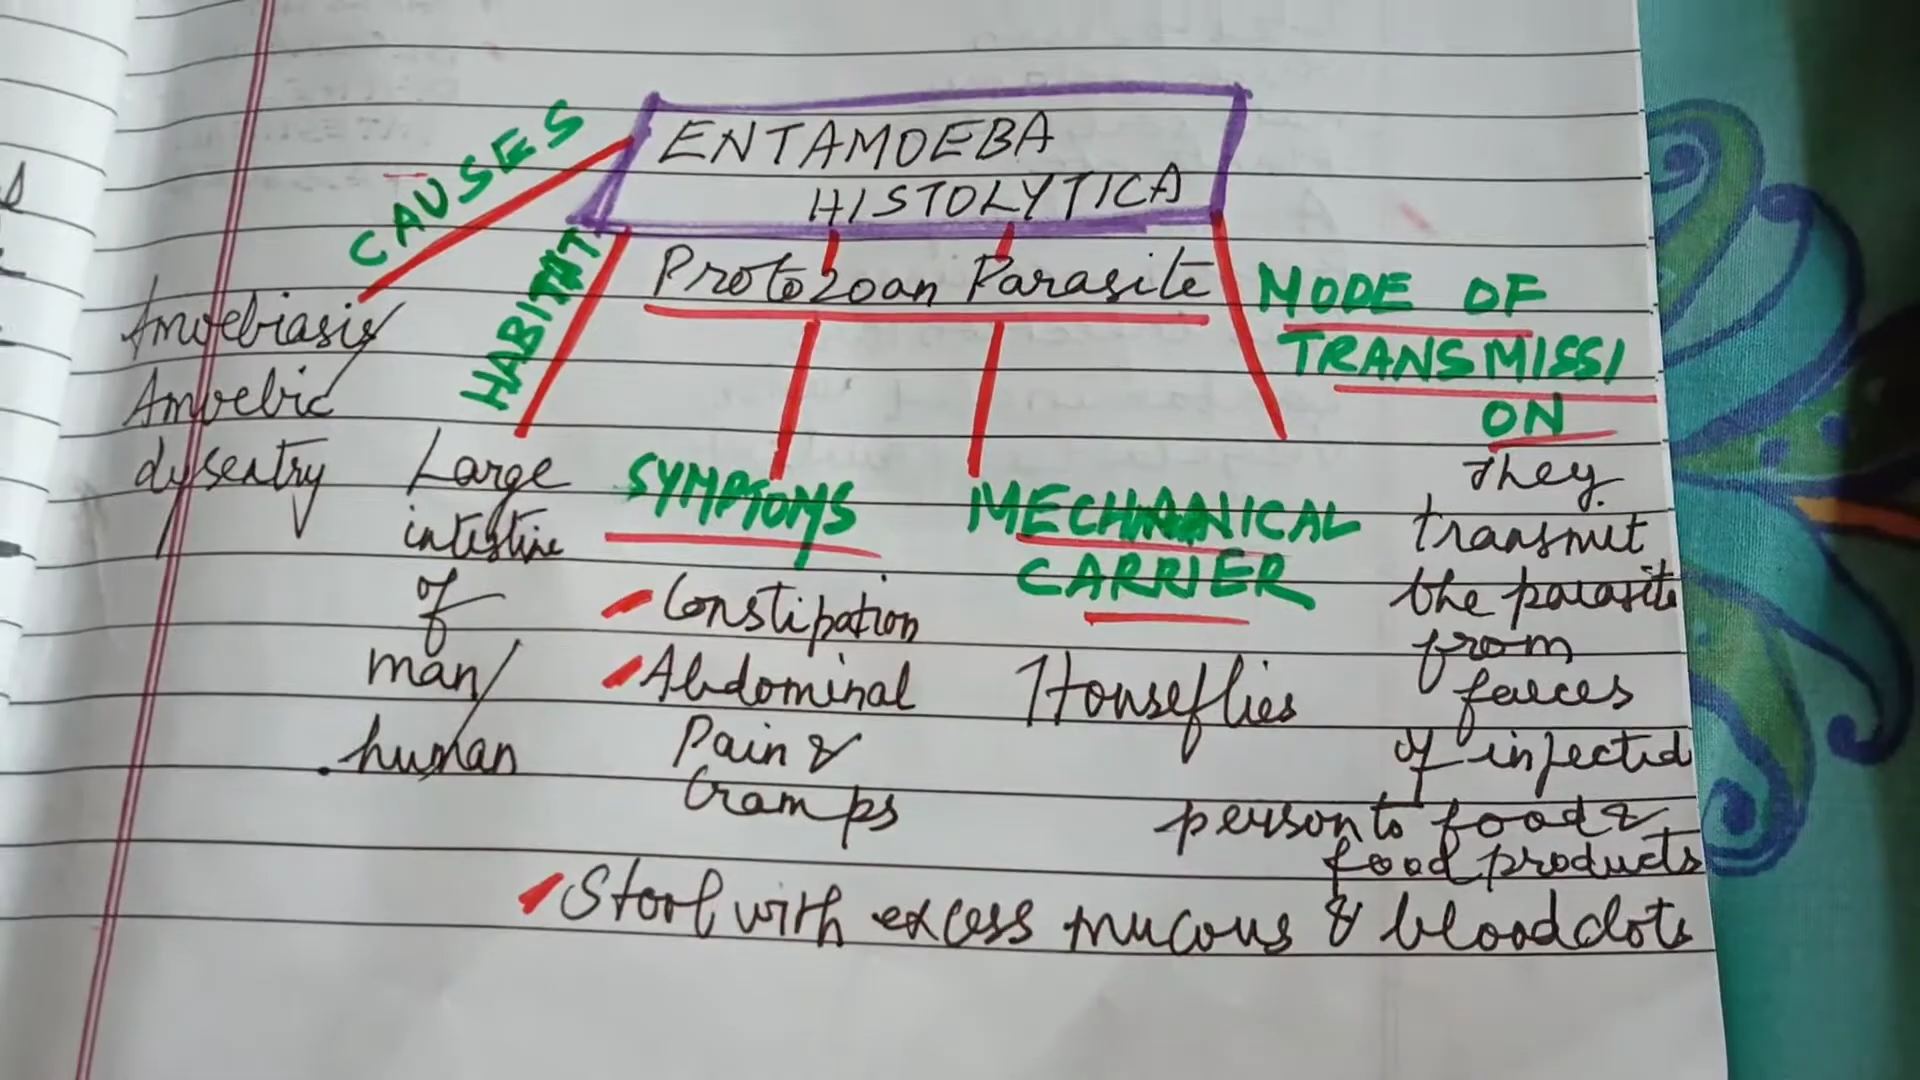 ENTAMOEBA
HISTOLYTICA
Protozoan Parasite
CAUSES
Amoebiasis/
Amoebic
dysentry
HABITAT
Large
intestine
of
man/
human
SYMPTOMS
Constipation
Abdominal
Pain &
Cramps
Stool with excess mucous & blood clots
MECHANICAL
CARRIER
Houseflies
MODE OF
TRANSMISSI
ON
They
transmit
the parasite
from
faeces
of infected
person to food &
food products